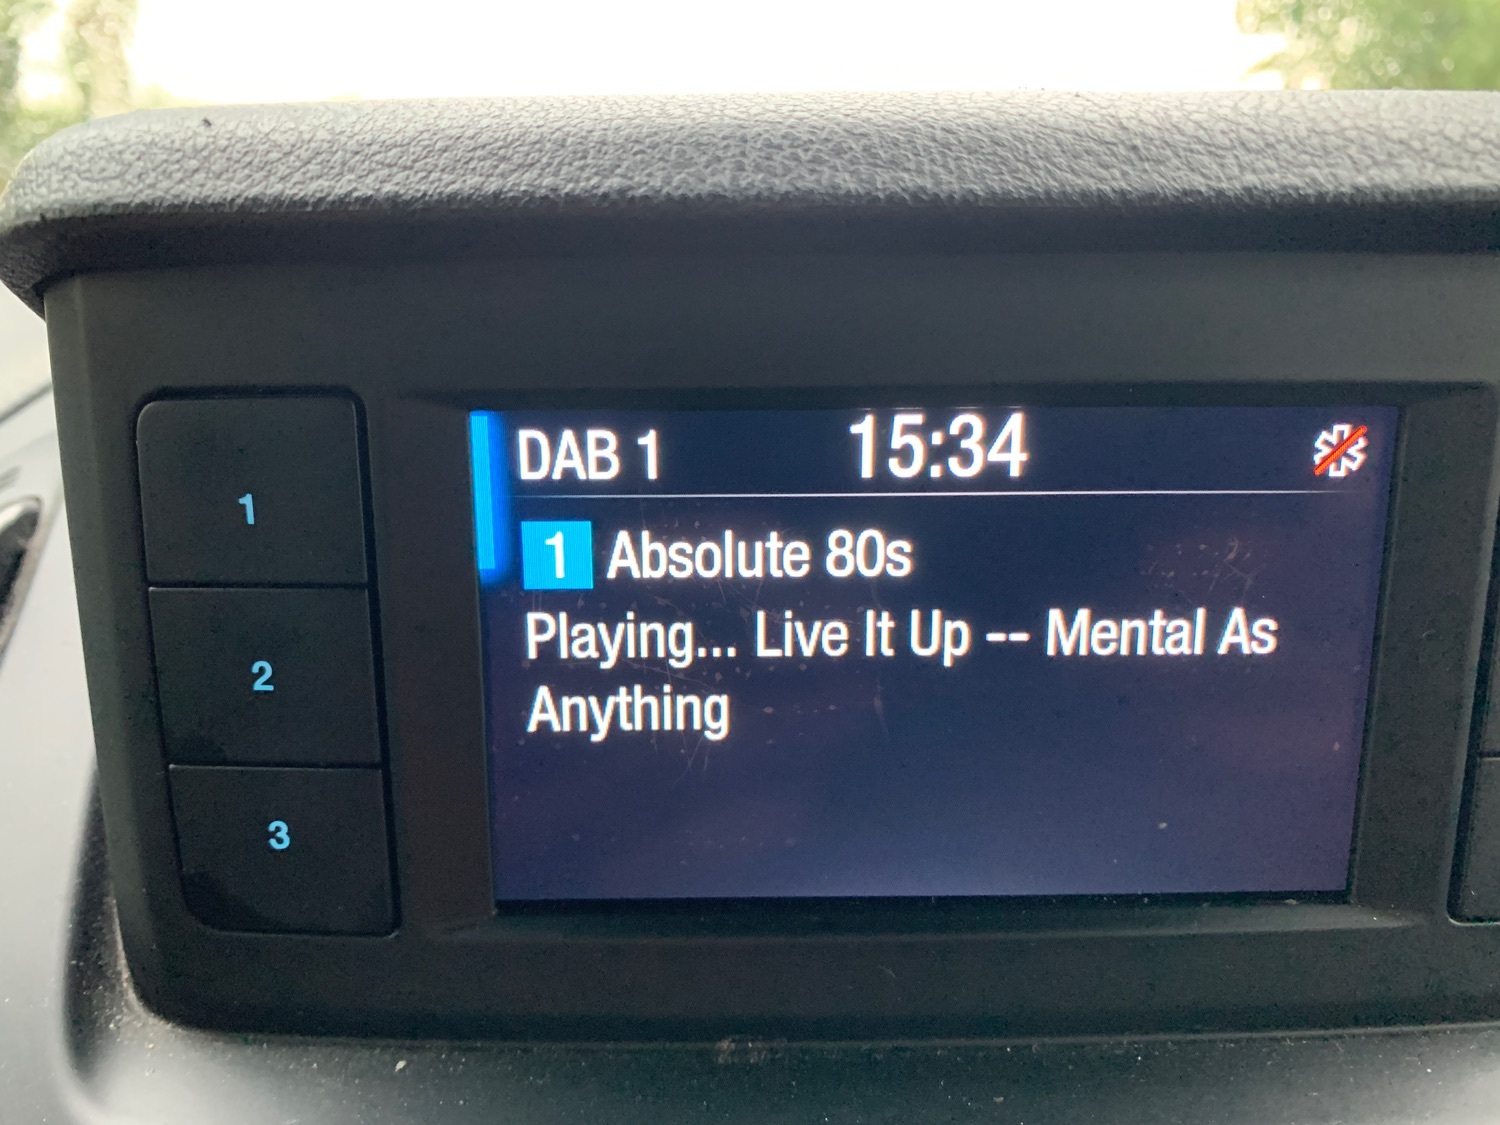 DAB 1 15:34
1 Absolute 80s
Playing... Live It Up -- Mental As
Anything
1
2
3